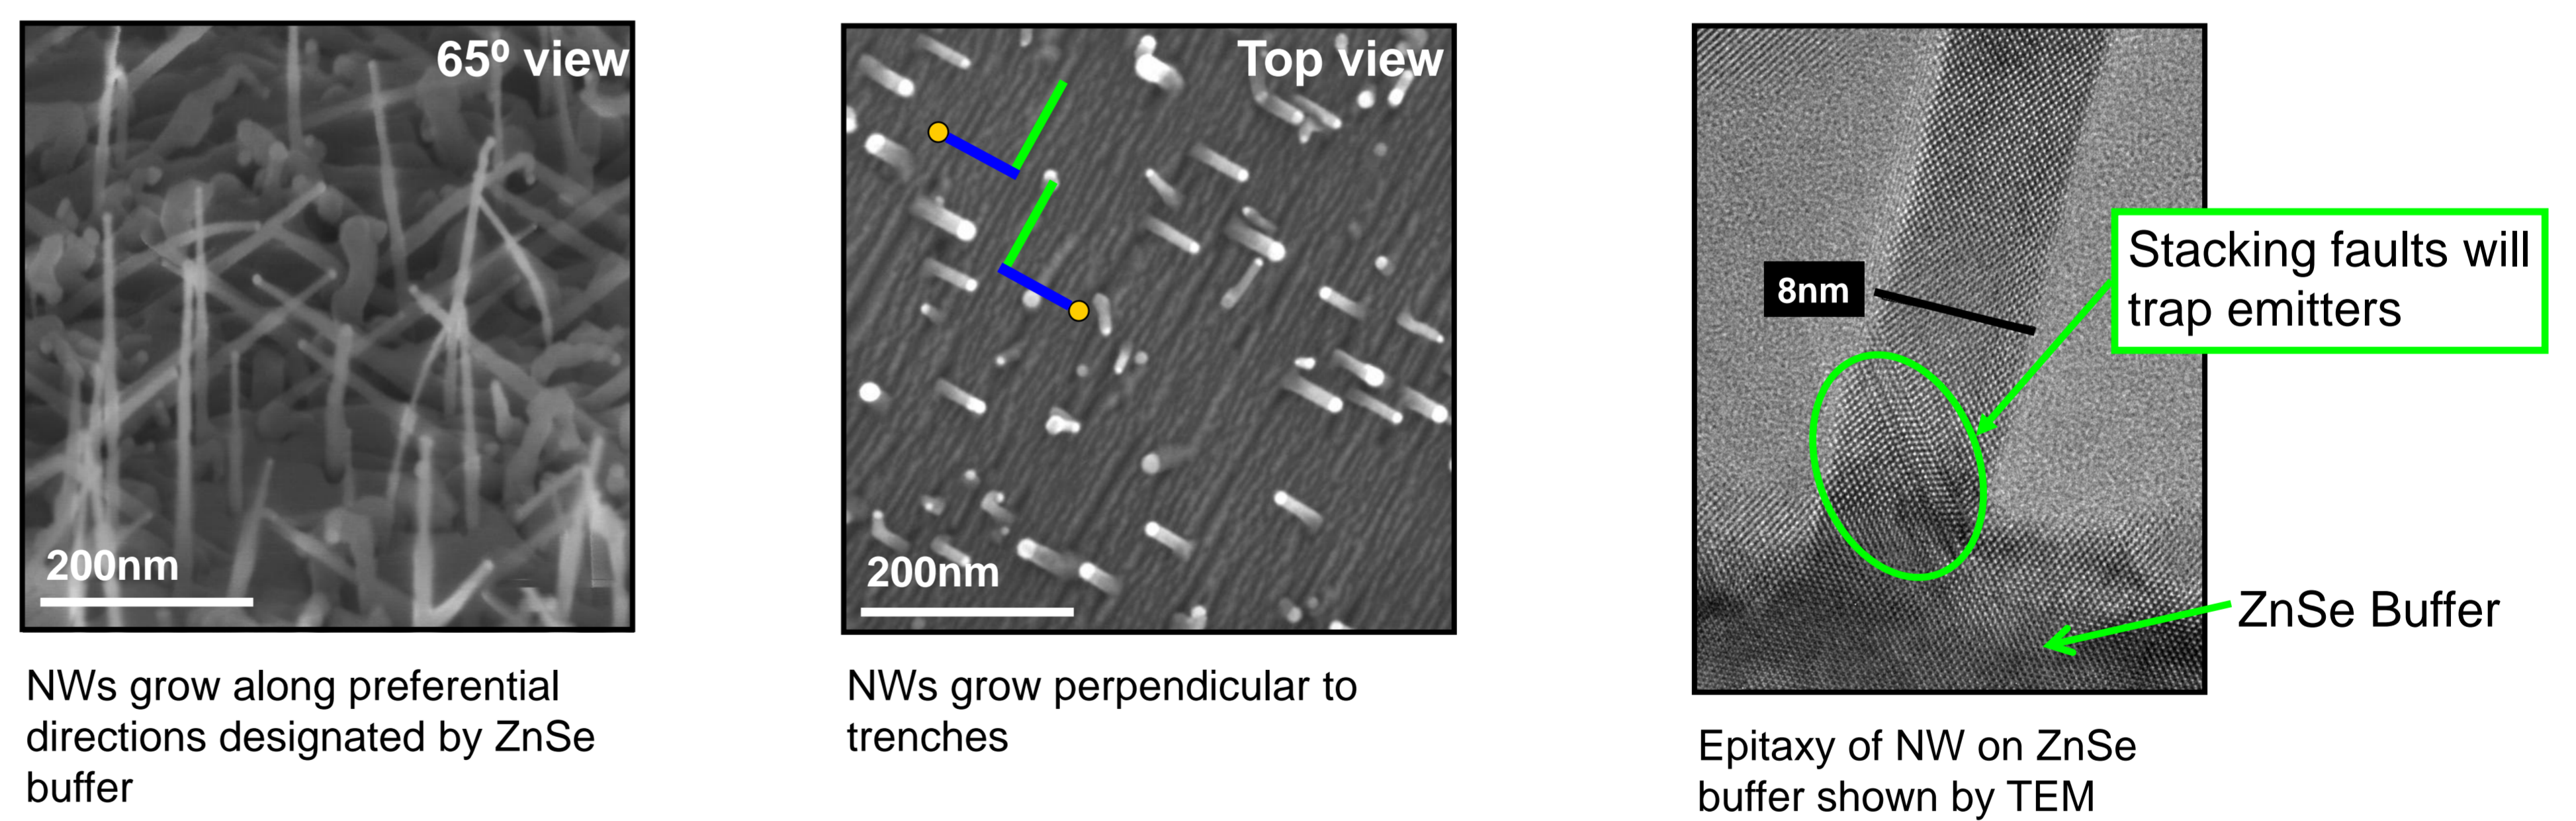 65º view
200nm
NWs grow along preferential
directions designated by ZnSe
buffer
Top view
200nm
NWs grow perpendicular to
trenches
8nm
Stacking faults will
trap emitters
ZnSe Buffer
Epitaxy of NW on ZnSe
buffer shown by TEM